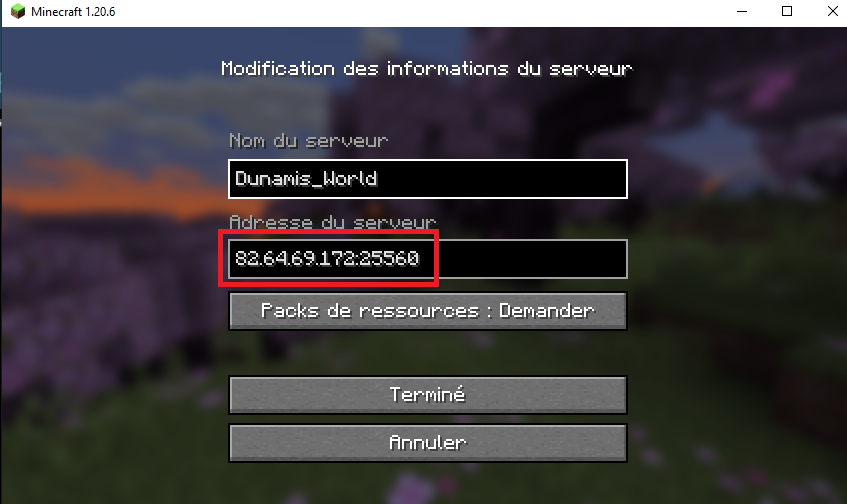 Minecraft 1.20.6
Modification des informations du serveur
Nom du serveur
Dunamis_World
Adresse du serveur
82.64.69.172:25560
Packs de ressources : Demander
Terminé
Annuler